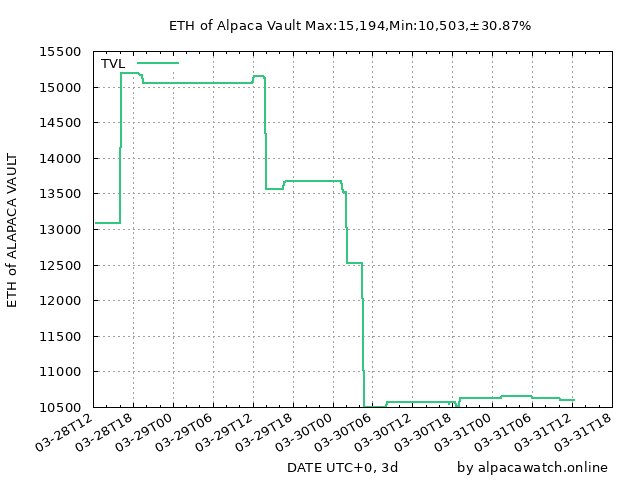 ETH of Alpaca Vault Max:15,194,Min:10,503,±30.87%
TVL
15500
15000
14500
14000
13500
13000
12500
12000
11500
11000
10500
ETH of ALAPACA VAULT
03-28T12
03-28T18
03-29T00
03-29T06
03-29T12
03-29T18
03-30T00
03-30T06
03-30T12
03-30T18
03-31T00
03-31T06
03-31T12
03-31T18
DATE UTC+0, 3d
by alpacawatch.online